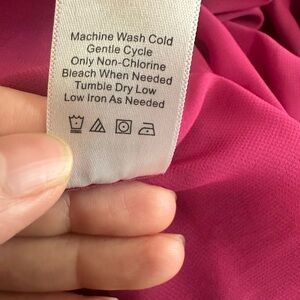 Machine Wash Cold
Gentle Cycle
Only Non-Chlorine
Bleach When Needed
Tumble Dry Low
Low Iron As Needed